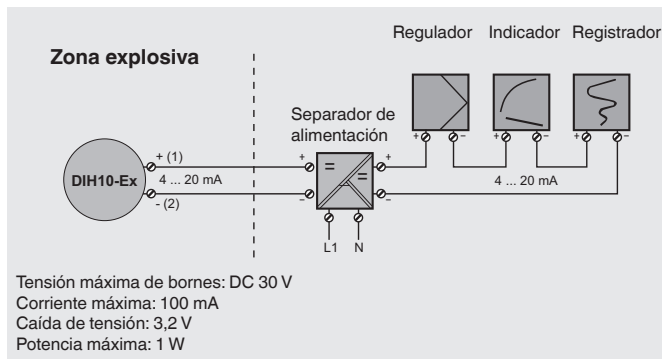 Regulador Indicador Registrador
Zona explosiva
Separador de
alimentación
+ - + - + -
DIH10-Ex
+ (1)
4 ... 20 mA
- (2)
+ = = +
- -
4 ... 20 mA
L1 N
Tensión máxima de bornes: DC 30 V
Corriente máxima: 100 mA
Caída de tensión: 3,2 V
Potencia máxima: 1 W